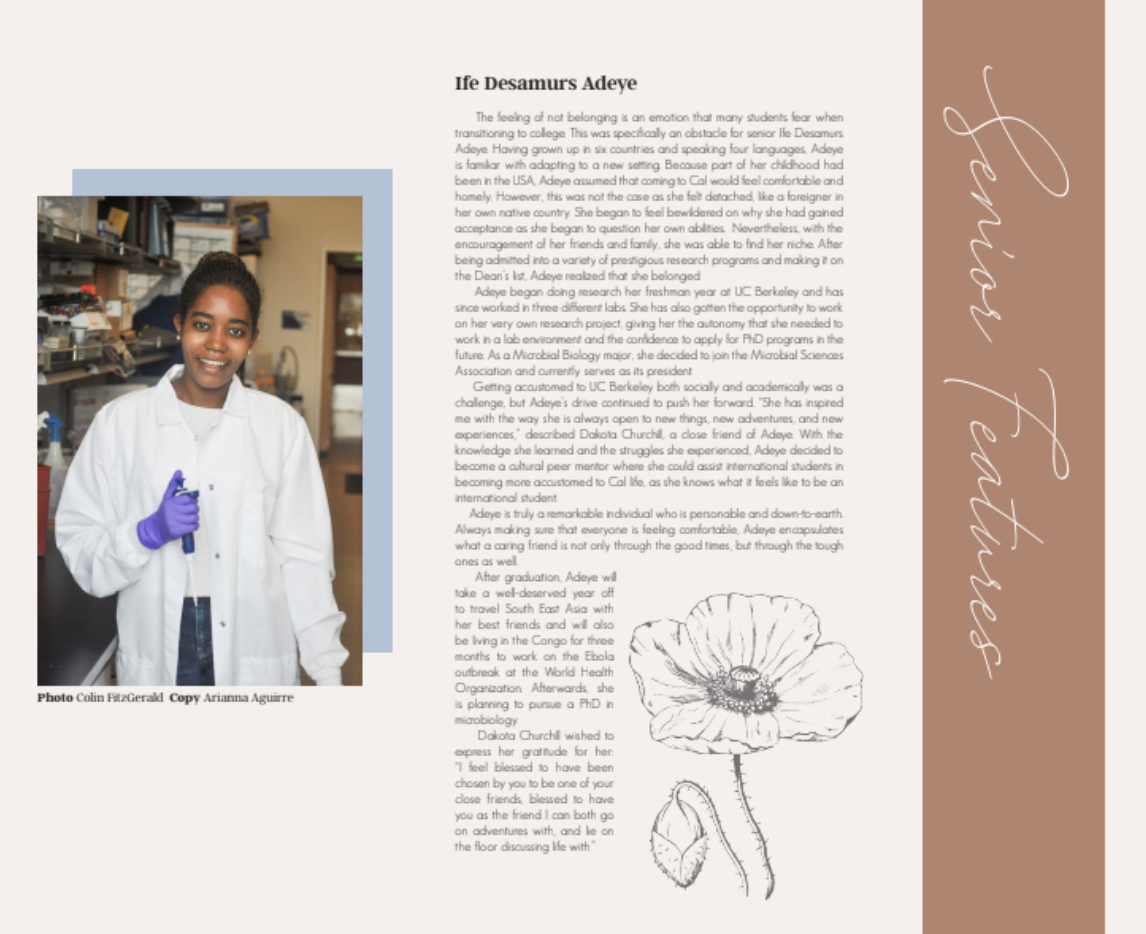 Ife Desamurs Adeye
The feeling of not belonging is an emotion that many students fear when
transitioning to college. This was specifically an obstacle for senior Ife Desamurs
Adeye. Having grown up in six countries and speaking four languages, Adeye
is familiar with adapting to a new setting. Because part of her childhood had
been in the USA, Adeye assumed that coming to Cal would feel comfortable and
homely. However, this was not the case as she felt detached, like a foreigner in
her own native country. She began to feel bewildered on why she had gained
acceptance as she began to question her own abilities. Nevertheless, with the
encouragement of her friends and family, she was able to find her niche. After
being admitted into a variety of prestigious research programs and making it on
the Dean's list, Adeye realized that she belonged.
Adeye began doing research her freshman year at UC Berkeley and has
since worked in three different labs. She has also gotten the opportunity to work
on her very own research project, giving her the autonomy that she needed to
work in a lab environment and the confidence to apply for PhD programs in the
future. As a Microbial Biology major, she decided to join the Microbial Sciences
Association and currently serves as its president.
Getting accustomed to UC Berkeley both socially and academically was a
challenge, but Adeye's drive continued to push her forward. "She has inspired
me with the way she is always open to new things, new adventures, and new
experiences," described Dakota Churchill, a close friend of Adeye. With the
knowledge she learned and the struggles she experienced, Adeye decided to
become a cultural peer mentor where she could assist international students in
becoming more accustomed to Cal life, as she knows what it feels like to be an
international student.
Adeye is truly a remarkable individual who is personable and down-to-earth.
Always making sure that everyone is feeling comfortable, Adeye encapsulates
what a caring friend is not only through the good times, but through the tough
ones as well.
After graduation, Adeye will
take a well-deserved year off
to travel South East Asia with
her best friends and will also
be living in the Congo for three
months to work on the Ebola
outbreak at the World Health
Organization. Afterwards, she
is planning to pursue a PhD in
microbiology.
Dakota Churchill wished to
express her gratitude for her:
"I feel blessed to have been
chosen by you to be one of your
close friends, blessed to have
you as the friend I can both go
on adventures with, and lie on
the floor discussing life with."
Photo Colin FitzGerald Copy Arianna Aguirre
Senior Features